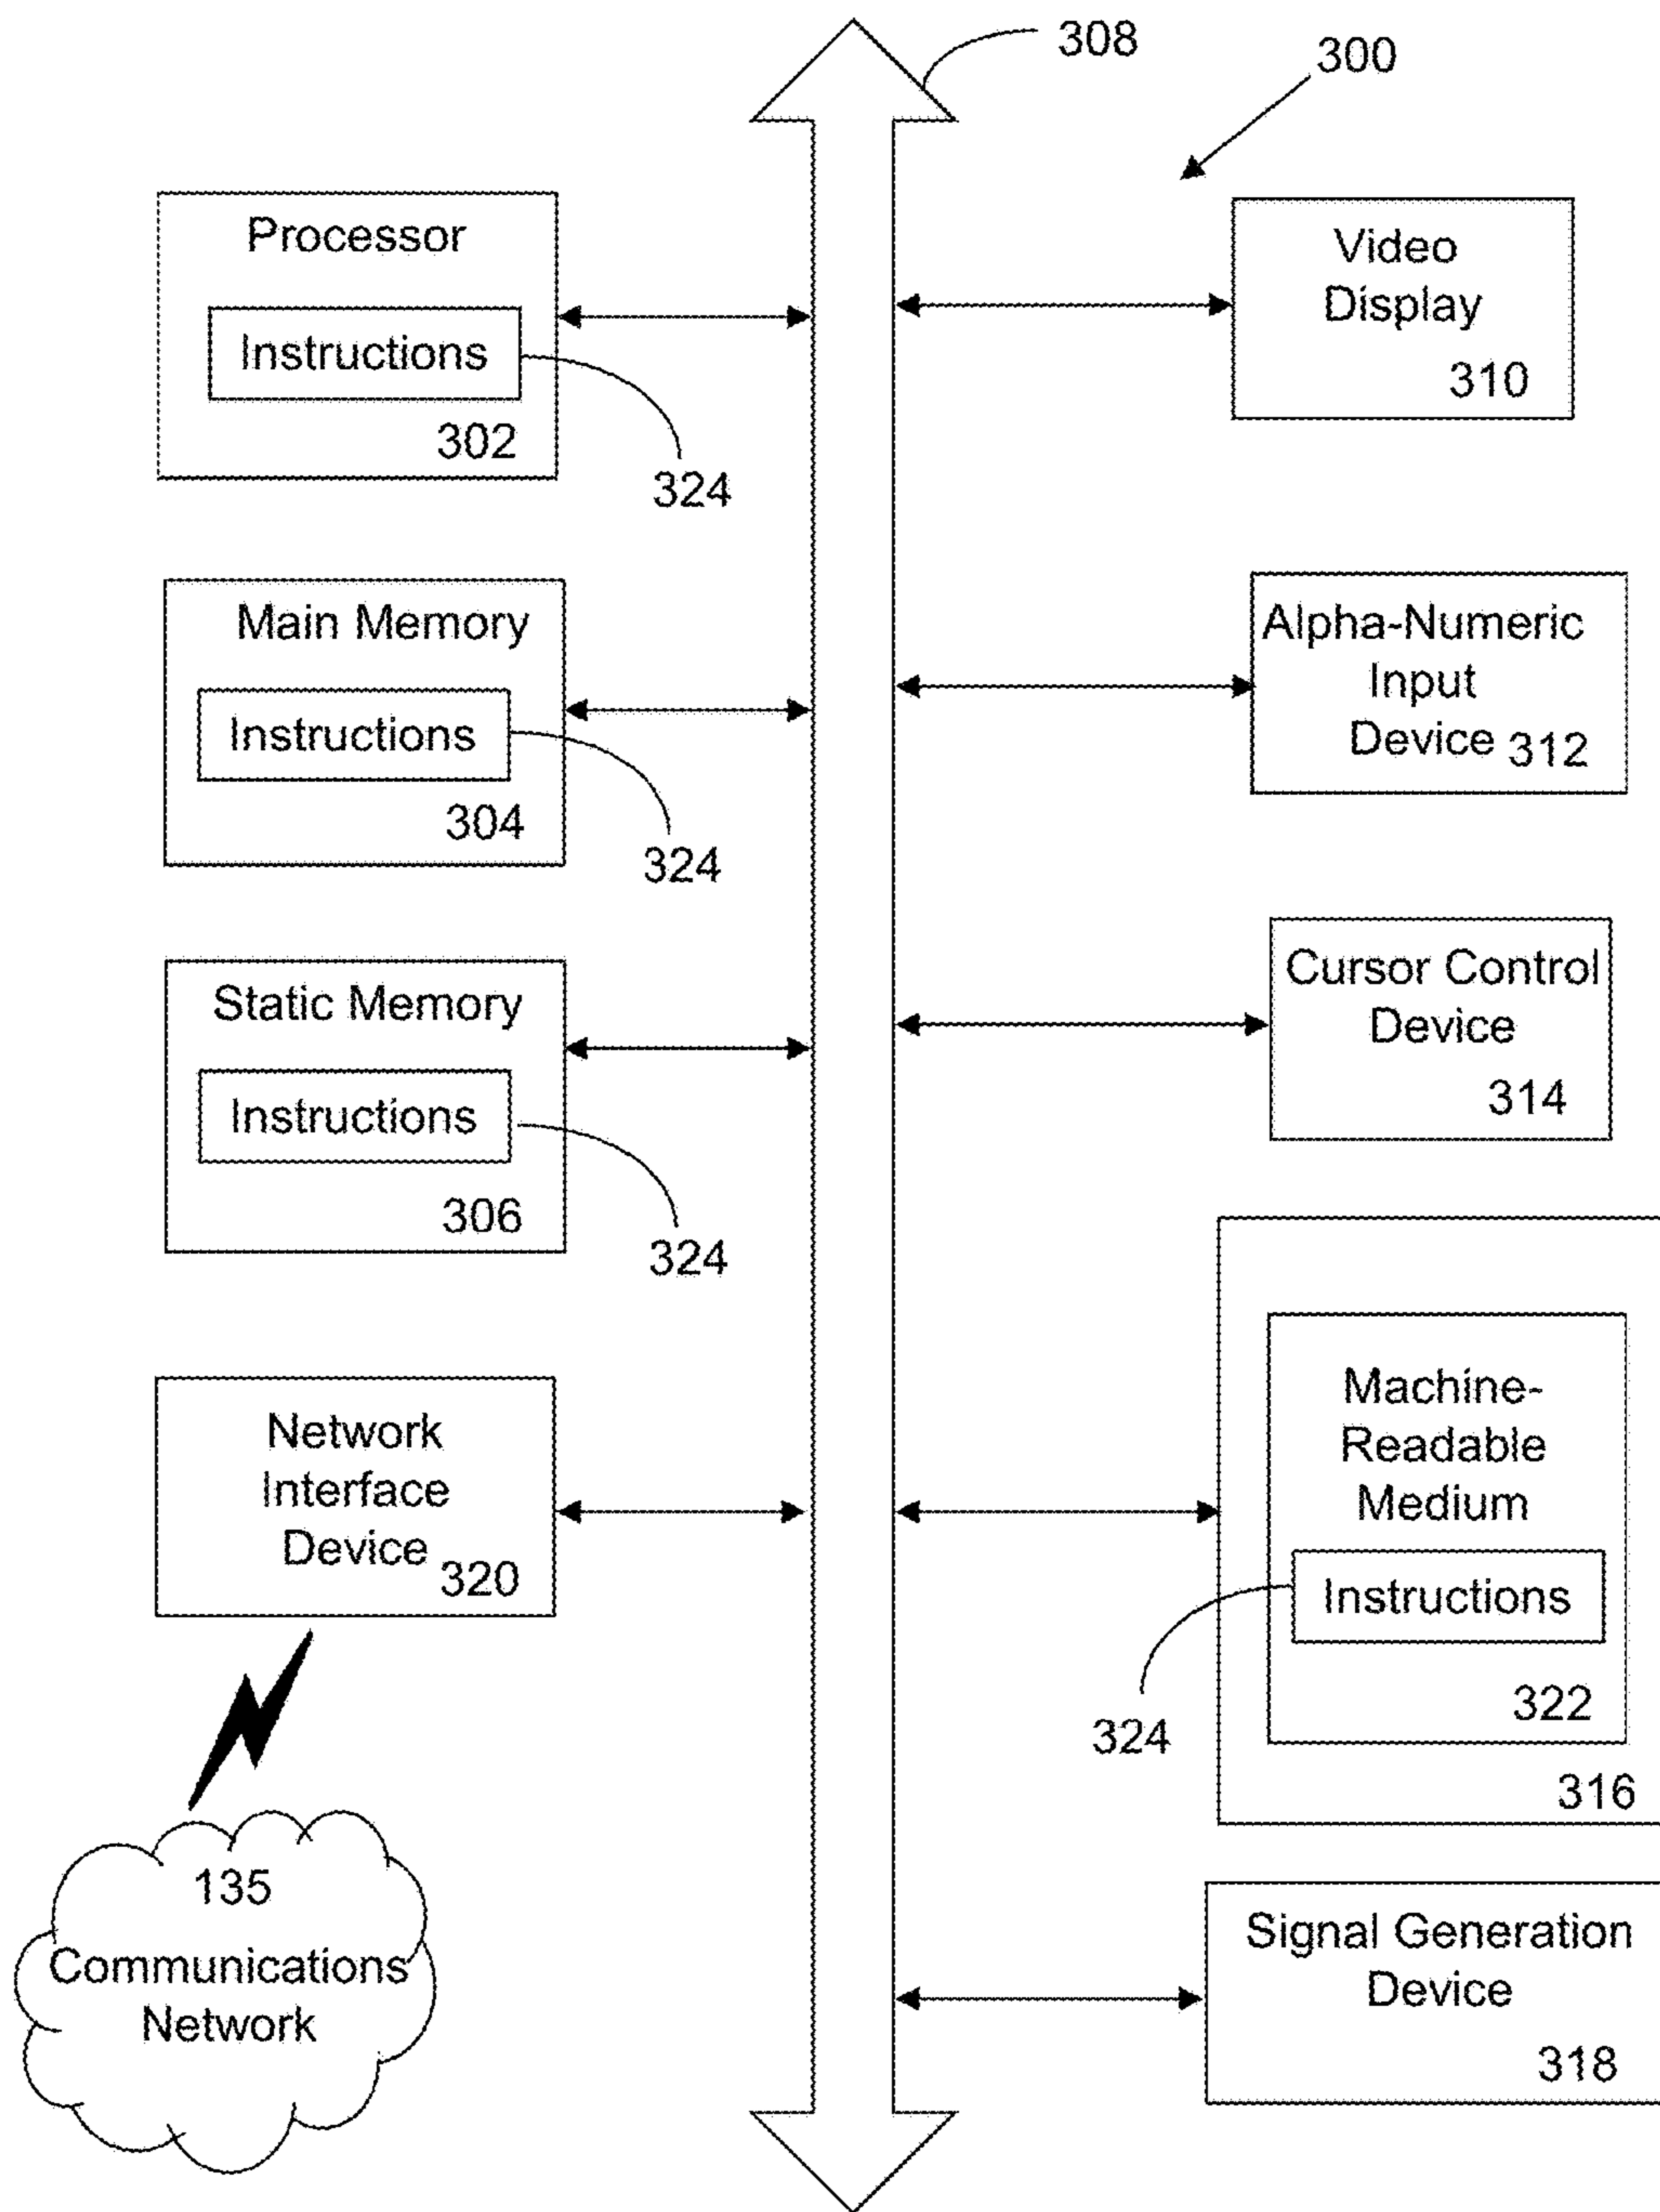 308
300
Processor
Instructions
302
324
Video
Display
310
Main Memory
Instructions
304
324
Alpha-Numeric
Input
Device 312
Static Memory
Instructions
306
324
Cursor Control
Device
314
Network
Interface
Device 320
Machine-
Readable
Medium
Instructions
322
324
316
135
Communications
Network
Signal Generation
Device
318